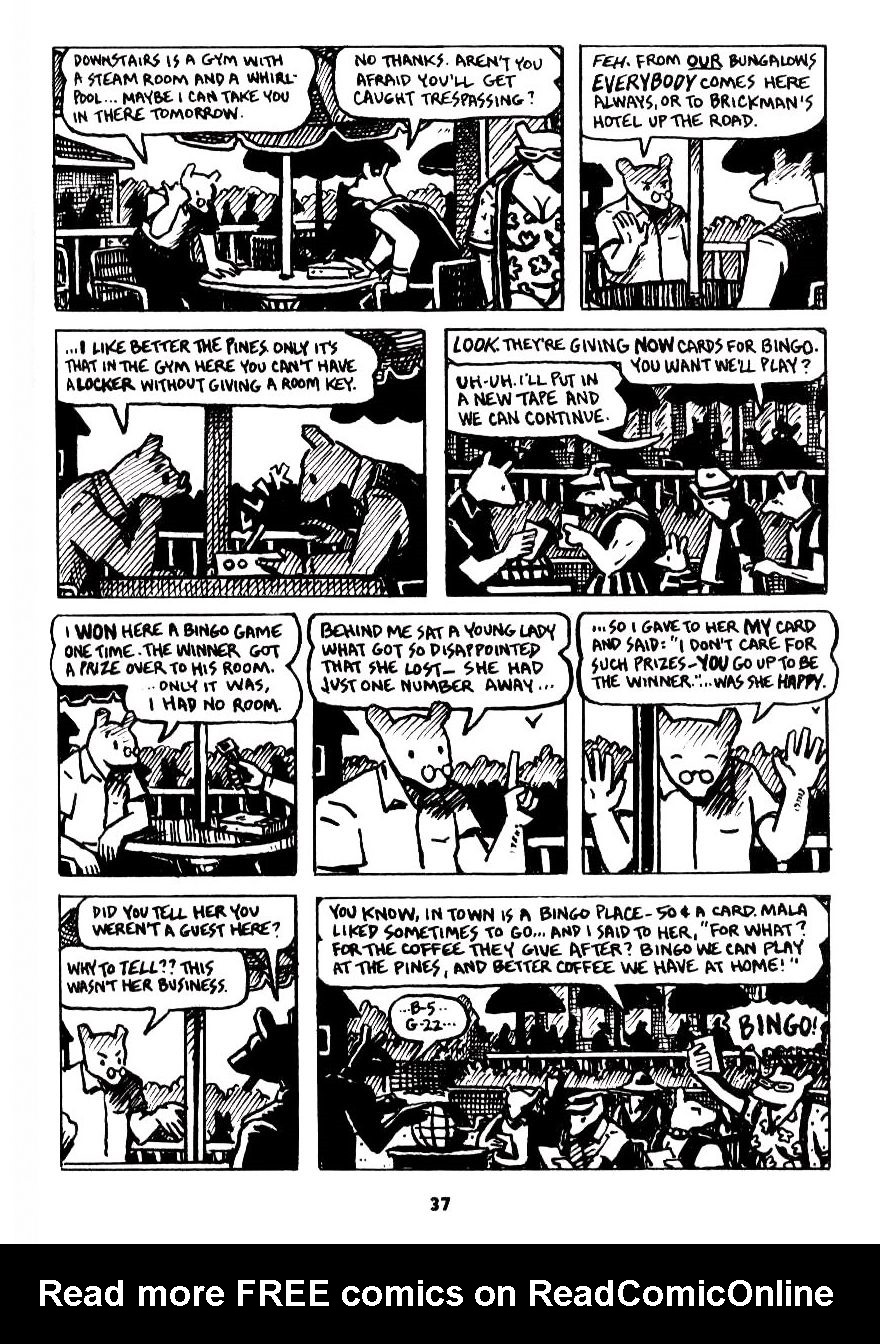 DOWNSTAIRS IS A GYM WITH
A STEAM ROOM AND A WHIRL-
POOL... MAYBE I CAN TAKE YOU
IN THERE TOMORROW.
NO THANKS. AREN'T YOU
AFRAID YOU'LL GET
CAUGHT TRESPASSING?
FEH. FROM OUR BUNGALOWS
EVERYBODY COMES HERE
ALWAYS, OR TO BRICKMAN'S
HOTEL UP THE ROAD.
...I LIKE BETTER THE PINES. ONLY IT'S
THAT IN THE GYM HERE YOU CAN'T HAVE
A LOCKER WITHOUT GIVING A ROOM KEY.
CLIK
LOOK. THEY'RE GIVING NOW CARDS FOR BINGO.
YOU WANT WE'LL PLAY?
UH-UH. I'LL PUT IN
A NEW TAPE AND
WE CAN CONTINUE.
I WON HERE A BINGO GAME
ONE TIME. THE WINNER GOT
A PRIZE OVER TO HIS ROOM.
..ONLY IT WAS,
I HAD NO ROOM.
BEHIND ME SAT A YOUNG LADY
WHAT GOT SO DISAPPOINTED
THAT SHE LOST— SHE HAD
JUST ONE NUMBER AWAY...
...SO I GAVE TO HER MY CARD
AND SAID: "I DON'T CARE FOR
SUCH PRIZES—YOU GO UP TO BE
THE WINNER."...WAS SHE HAPPY.
DID YOU TELL HER YOU
WEREN'T A GUEST HERE?
WHY TO TELL?? THIS
WASN'T HER BUSINESS.
YOU KNOW, IN TOWN IS A BINGO PLACE—50¢ A CARD. MALA
LIKED SOMETIMES TO GO... AND I SAID TO HER, "FOR WHAT?
FOR THE COFFEE THEY GIVE AFTER? BINGO WE CAN PLAY
AT THE PINES, AND BETTER COFFEE WE HAVE AT HOME!"
...B-5..
G-22...
BINGO!
37
Read more FREE comics on ReadComicOnline